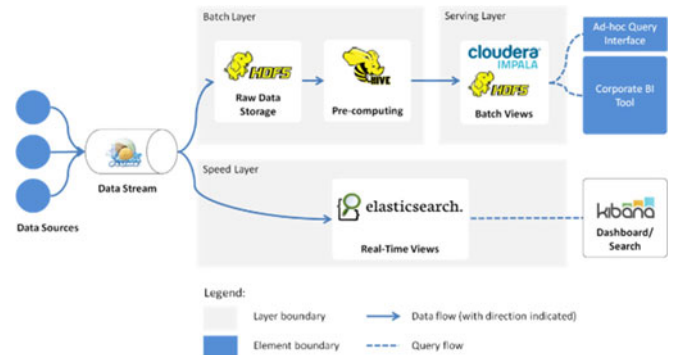 Batch Layer
Serving Layer
HDFS
Raw Data
Storage
HIVE
Pre-computing
cloudera
IMPALA
HDFS
Batch Views
Ad-hoc Query
Interface
Corporate BI
Tool
Data Sources
Data Stream
Speed Layer
elasticsearch.
Real-Time Views
kibana
Dashboard/
Search
Legend:
Layer boundary
Data flow (with direction indicated)
Element boundary
Query flow